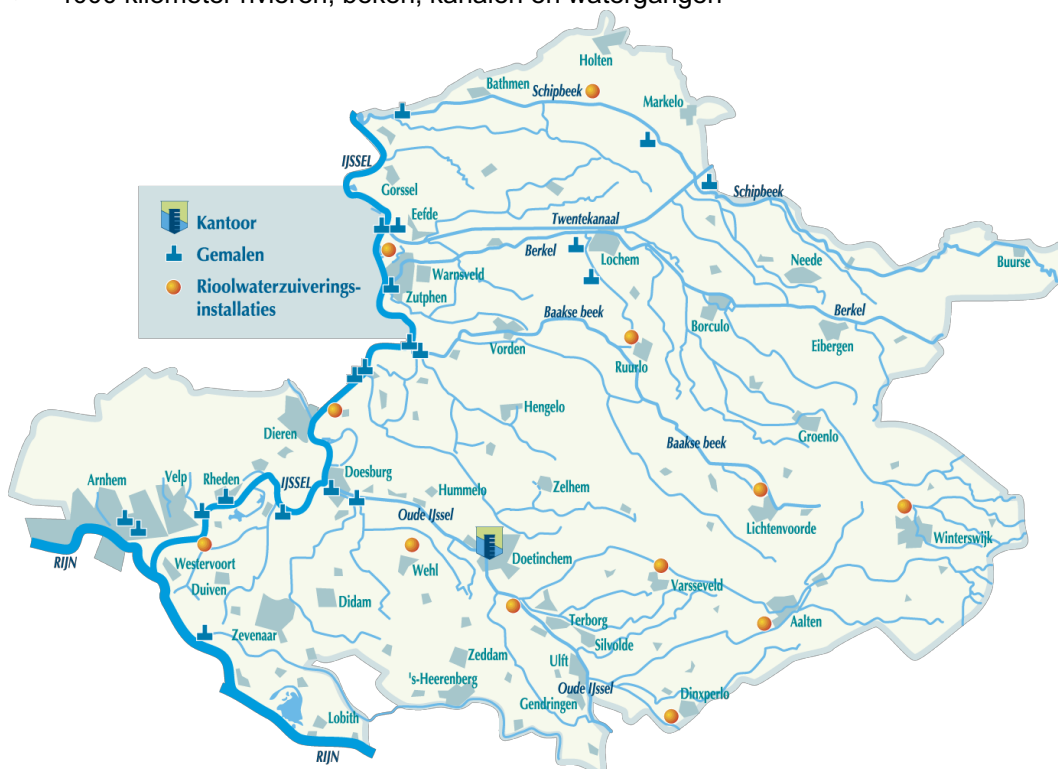 4000 kilometer rivieren, beken, kanalen en watergangen
Holten
Bathmen
Schipbeek
Markelo
IJSSEL
Gorssel
Schipbeek
Eefde
Twentekanaal
Kantoor
Gemalen
Rioolwaterzuiverings-
installaties
Berkel
Lochem
Neede
Buurse
Warnsveld
Zutphen
Baakse beek
Borculo
Berkel
Eibergen
Vorden
Ruurlo
Hengelo
Groenlo
Dieren
Baakse beek
Arnhem
Velp
Rheden
IJSSEL
Doesburg
Hummelo
Zelhem
Oude IJssel
Lichtenvoorde
Winterswijk
RIJN
Westervoort
Duiven
Wehl
Doetinchem
Varsseveld
Didam
Zevenaar
Terborg
Silvolde
Aalten
Zeddam
Ulft
's-Heerenberg
Oude IJssel
Gendringen
Dinxperlo
Lobith
RIJN